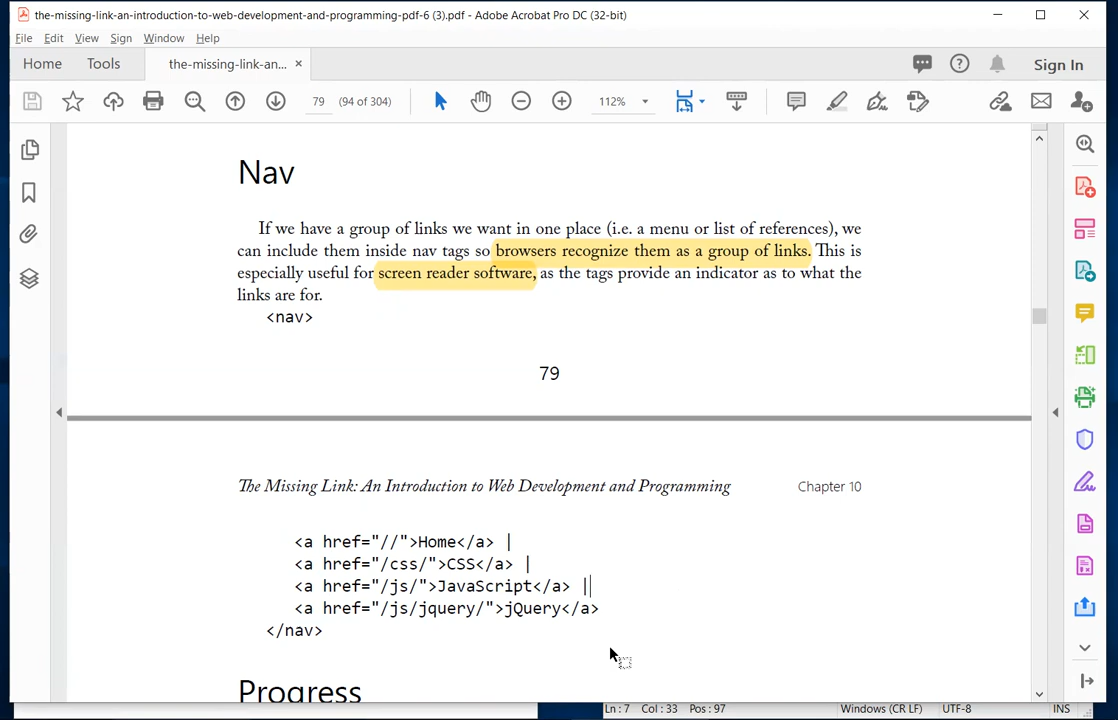 the-missing-link-an-introduction-to-web-development-and-programming-pdf-6 (3).pdf - Adobe Acrobat Pro DC (32-bit)
File Edit View Sign Window Help
Home Tools the-missing-link-an... × Sign In
79 (94 of 304) 112%
Nav
If we have a group of links we want in one place (i.e. a menu or list of references), we
can include them inside nav tags so browsers recognize them as a group of links. This is
especially useful for screen reader software, as the tags provide an indicator as to what the
links are for.
<nav>
79
The Missing Link: An Introduction to Web Development and Programming Chapter 10
<a href="//">Home</a> |
<a href="/css/">CSS</a> |
<a href="/js/">JavaScript</a> |
<a href="/js/jquery/">jQuery</a>
</nav>
Progress
Ln : 7 Col : 33 Pos : 97 Windows (CR LF) UTF-8 INS